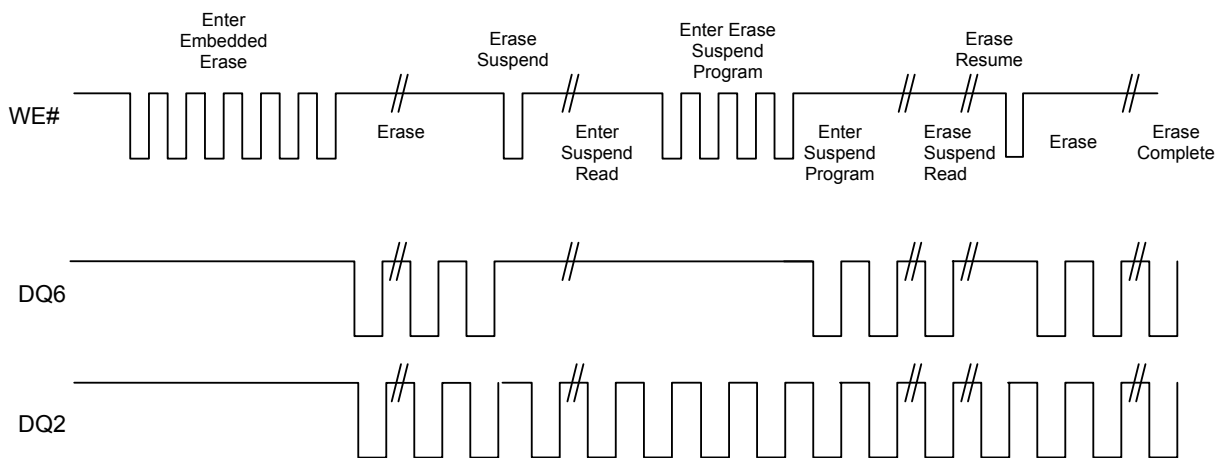 Enter
Embedded
Erase
Erase
Suspend
Enter Erase
Suspend
Program
Erase
Resume
WE#
Erase
Enter
Suspend
Read
Enter
Suspend
Program
Erase
Suspend
Read
Erase
Erase
Complete
DQ6
DQ2